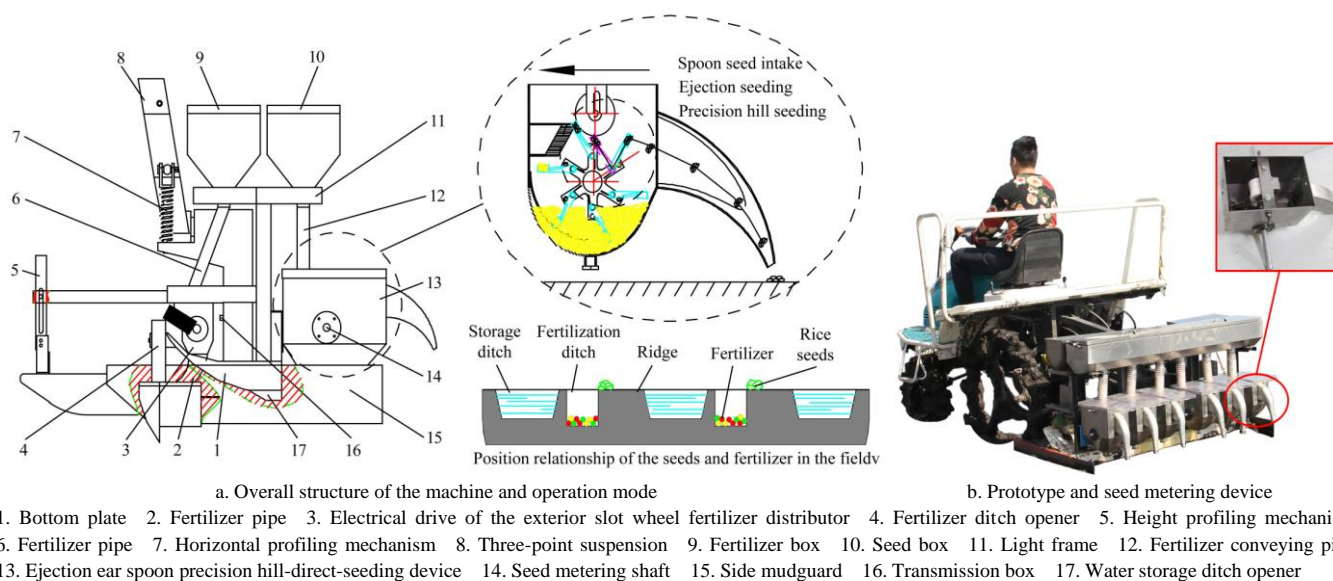 8
9
10
7
11
6
12
5
13
14
4
3
2
1
17
16
15
Spoon seed intake
Ejection seeding
Precision hill seeding
Storage ditch
Fertilization ditch
Ridge
Fertilizer
Rice seeds
Position relationship of the seeds and fertilizer in the fieldv
a. Overall structure of the machine and operation mode
b. Prototype and seed metering device
1. Bottom plate 2. Fertilizer pipe 3. Electrical drive of the exterior slot wheel fertilizer distributor 4. Fertilizer ditch opener 5. Height profiling
6. Fertilizer pipe 7. Horizontal profiling mechanism 8. Three-point suspension 9. Fertilizer box 10. Seed box 11. Light frame 12. Fertilizer conveying
13. Ejection ear spoon precision hill-direct-seeding device 14. Seed metering shaft 15. Side mudguard 16. Transmission box 17. Water storage ditch opener